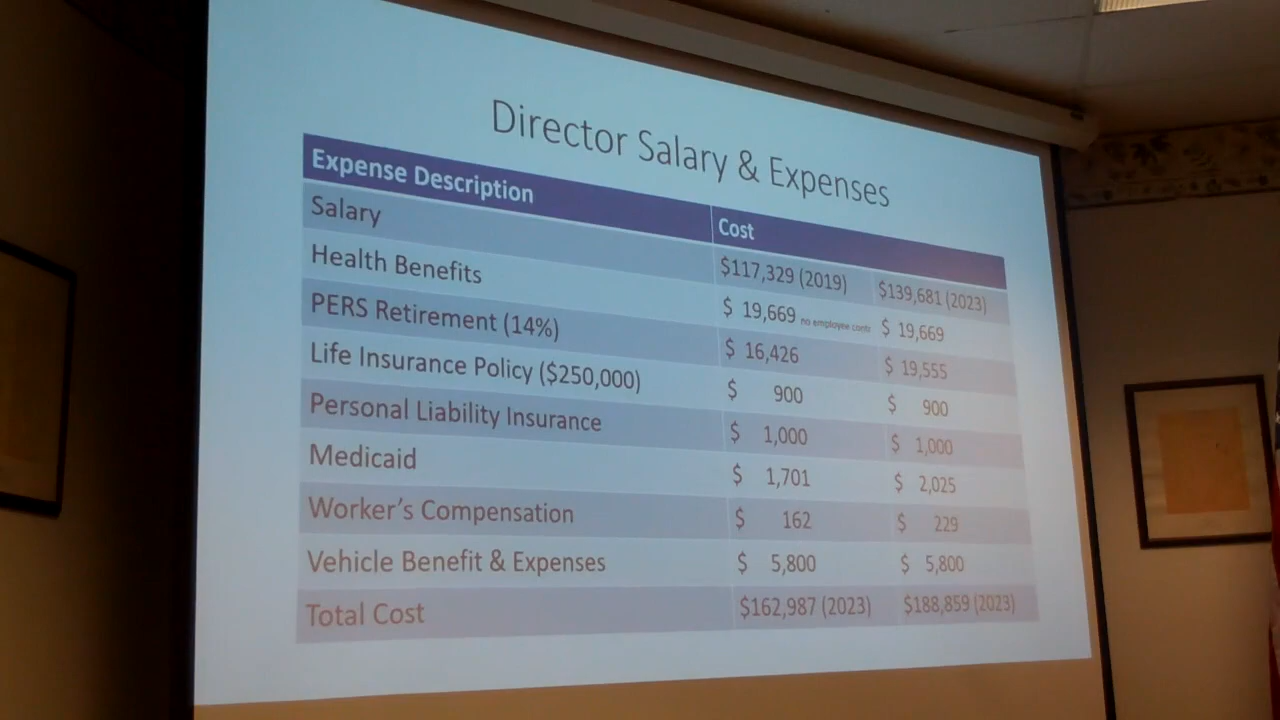 Director Salary & Expenses
Expense Description Cost
Salary $117,329 (2019) $139,681 (2023)
Health Benefits $ 19,669 no employee contr $ 19,669
PERS Retirement (14%) $ 16,426 $ 19,555
Life Insurance Policy ($250,000) $ 900 $ 900
Personal Liability Insurance $ 1,000 $ 1,000
Medicaid $ 1,701 $ 2,025
Worker's Compensation $ 162 $ 229
Vehicle Benefit & Expenses $ 5,800 $ 5,800
Total Cost $162,987 (2023) $188,859 (2023)